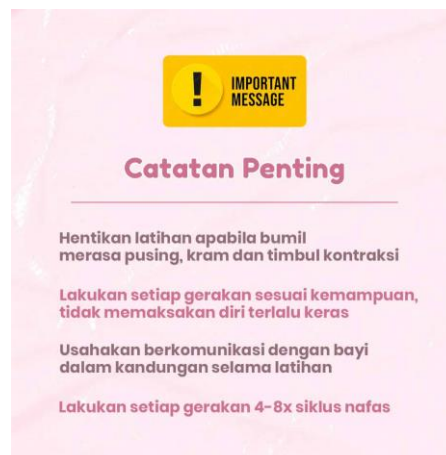 !
IMPORTANT
MESSAGE
Catatan Penting
Hentikan latihan apabila bumil
merasa pusing, kram dan timbul kontraksi
Lakukan setiap gerakan sesuai kemampuan,
tidak memaksakan diri terlalu keras
Usahakan berkomunikasi dengan bayi
dalam kandungan selama latihan
Lakukan setiap gerakan 4-8x siklus nafas